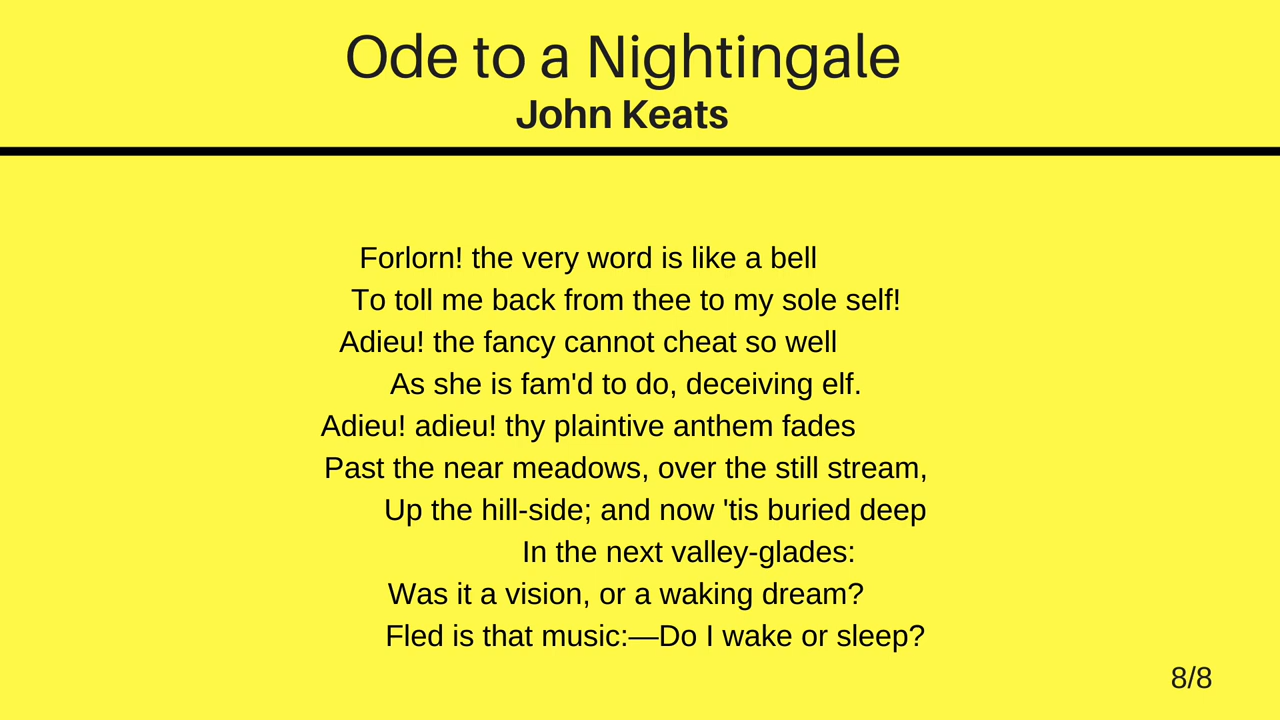 Ode to a Nightingale
John Keats
Forlorn! the very word is like a bell
To toll me back from thee to my sole self!
Adieu! the fancy cannot cheat so well
As she is fam'd to do, deceiving elf.
Adieu! adieu! thy plaintive anthem fades
Past the near meadows, over the still stream,
Up the hill-side; and now 'tis buried deep
In the next valley-glades:
Was it a vision, or a waking dream?
Fled is that music:—Do I wake or sleep?
8/8